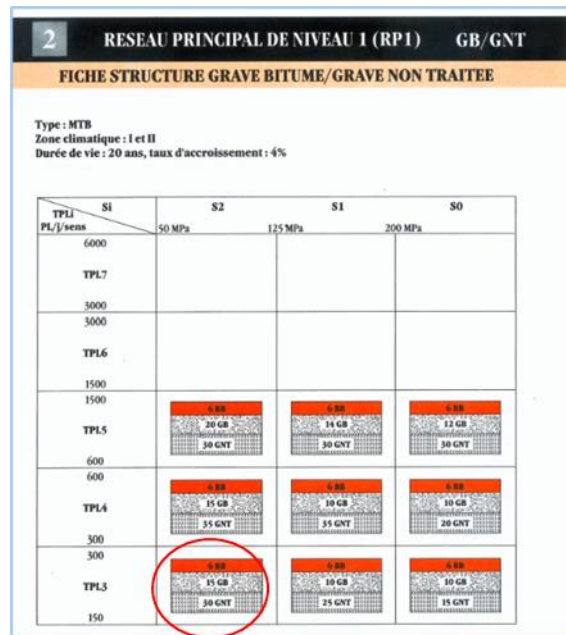 2 RESEAU PRINCIPAL DE NIVEAU 1 (RP1) GB/GNT
FICHE STRUCTURE GRAVE BITUME/GRAVE NON TRAITEE
Type : MTB
Zone climatique : I et II
Durée de vie : 20 ans, taux d'accroissement : 4%
TPLi Si S2 S1 S0
PL/j/sens 50 MPa 125 MPa 200 MPa
6000
TPL7
3000
3000
TPL6
1500
1500
6 BB 6 BB 6 BB
TPL5 20 GB 14 GB 12 GB
30 GNT 30 GNT 30 GNT
600
600
6 BB 6 BB 6 BB
TPL4 15 GB 10 GB 10 GB
35 GNT 35 GNT 20 GNT
300
300
6 BB 6 BB 6 BB
TPL3 15 GB 10 GB 10 GB
30 GNT 25 GNT 15 GNT
150